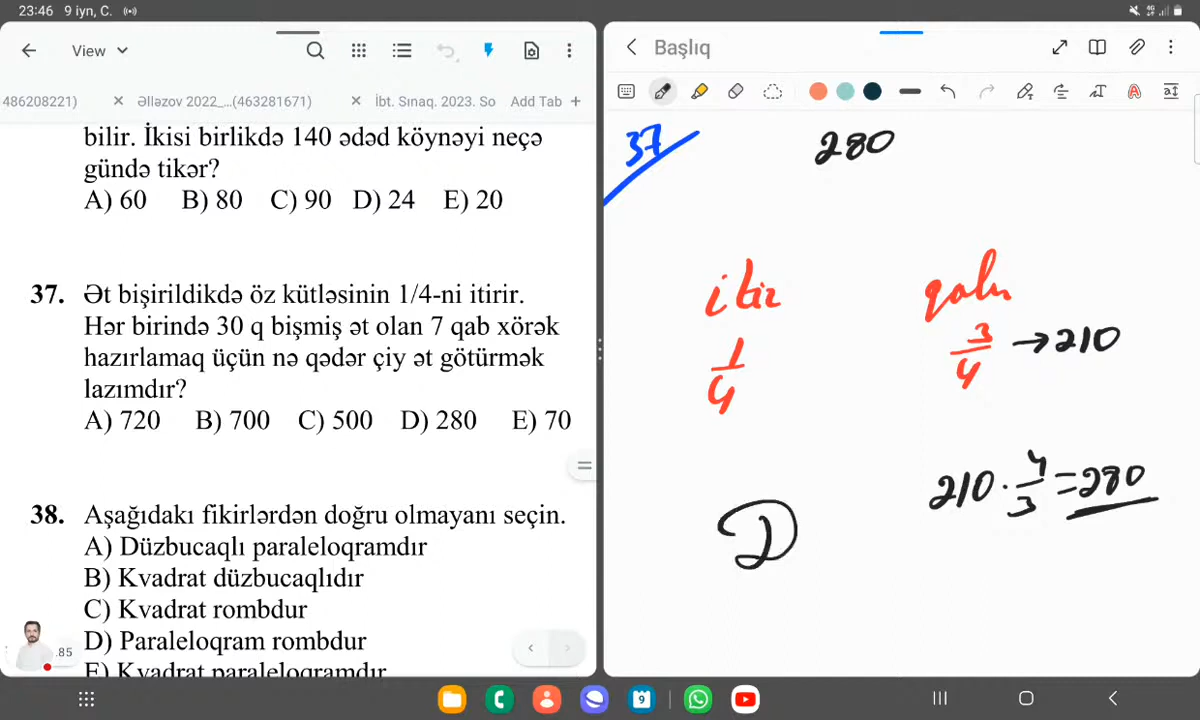 23:46 9 iyn, C.
View
486208221)
Əlləzov 2022_...(463281671)
İbt. Sınaq. 2023. So
Add Tab +
bilir. İkisi birlikdə 140 ədəd köynəyi neçə
gündə tikər?
A) 60 B) 80 C) 90 D) 24 E) 20
37. Ət bişirildikdə öz kütləsinin 1/4-ni itirir.
Hər birində 30 q bişmiş ət olan 7 qab xörək
hazırlamaq üçün nə qədər çiy ət götürmək
lazımdır?
A) 720 B) 700 C) 500 D) 280 E) 70
38. Aşağıdakı fikirlərdən doğru olmayanı seçin.
A) Düzbucaqlı paraleloqramdır
B) Kvadrat düzbucaqlıdır
C) Kvadrat rombdur
D) Paraleloqram rombdur
E) Kvadrat paraleloqramdır
.85
Başlıq
37 280
itir qalır
1/4 3/4 → 210
210 · 4/3 = 280
D
9